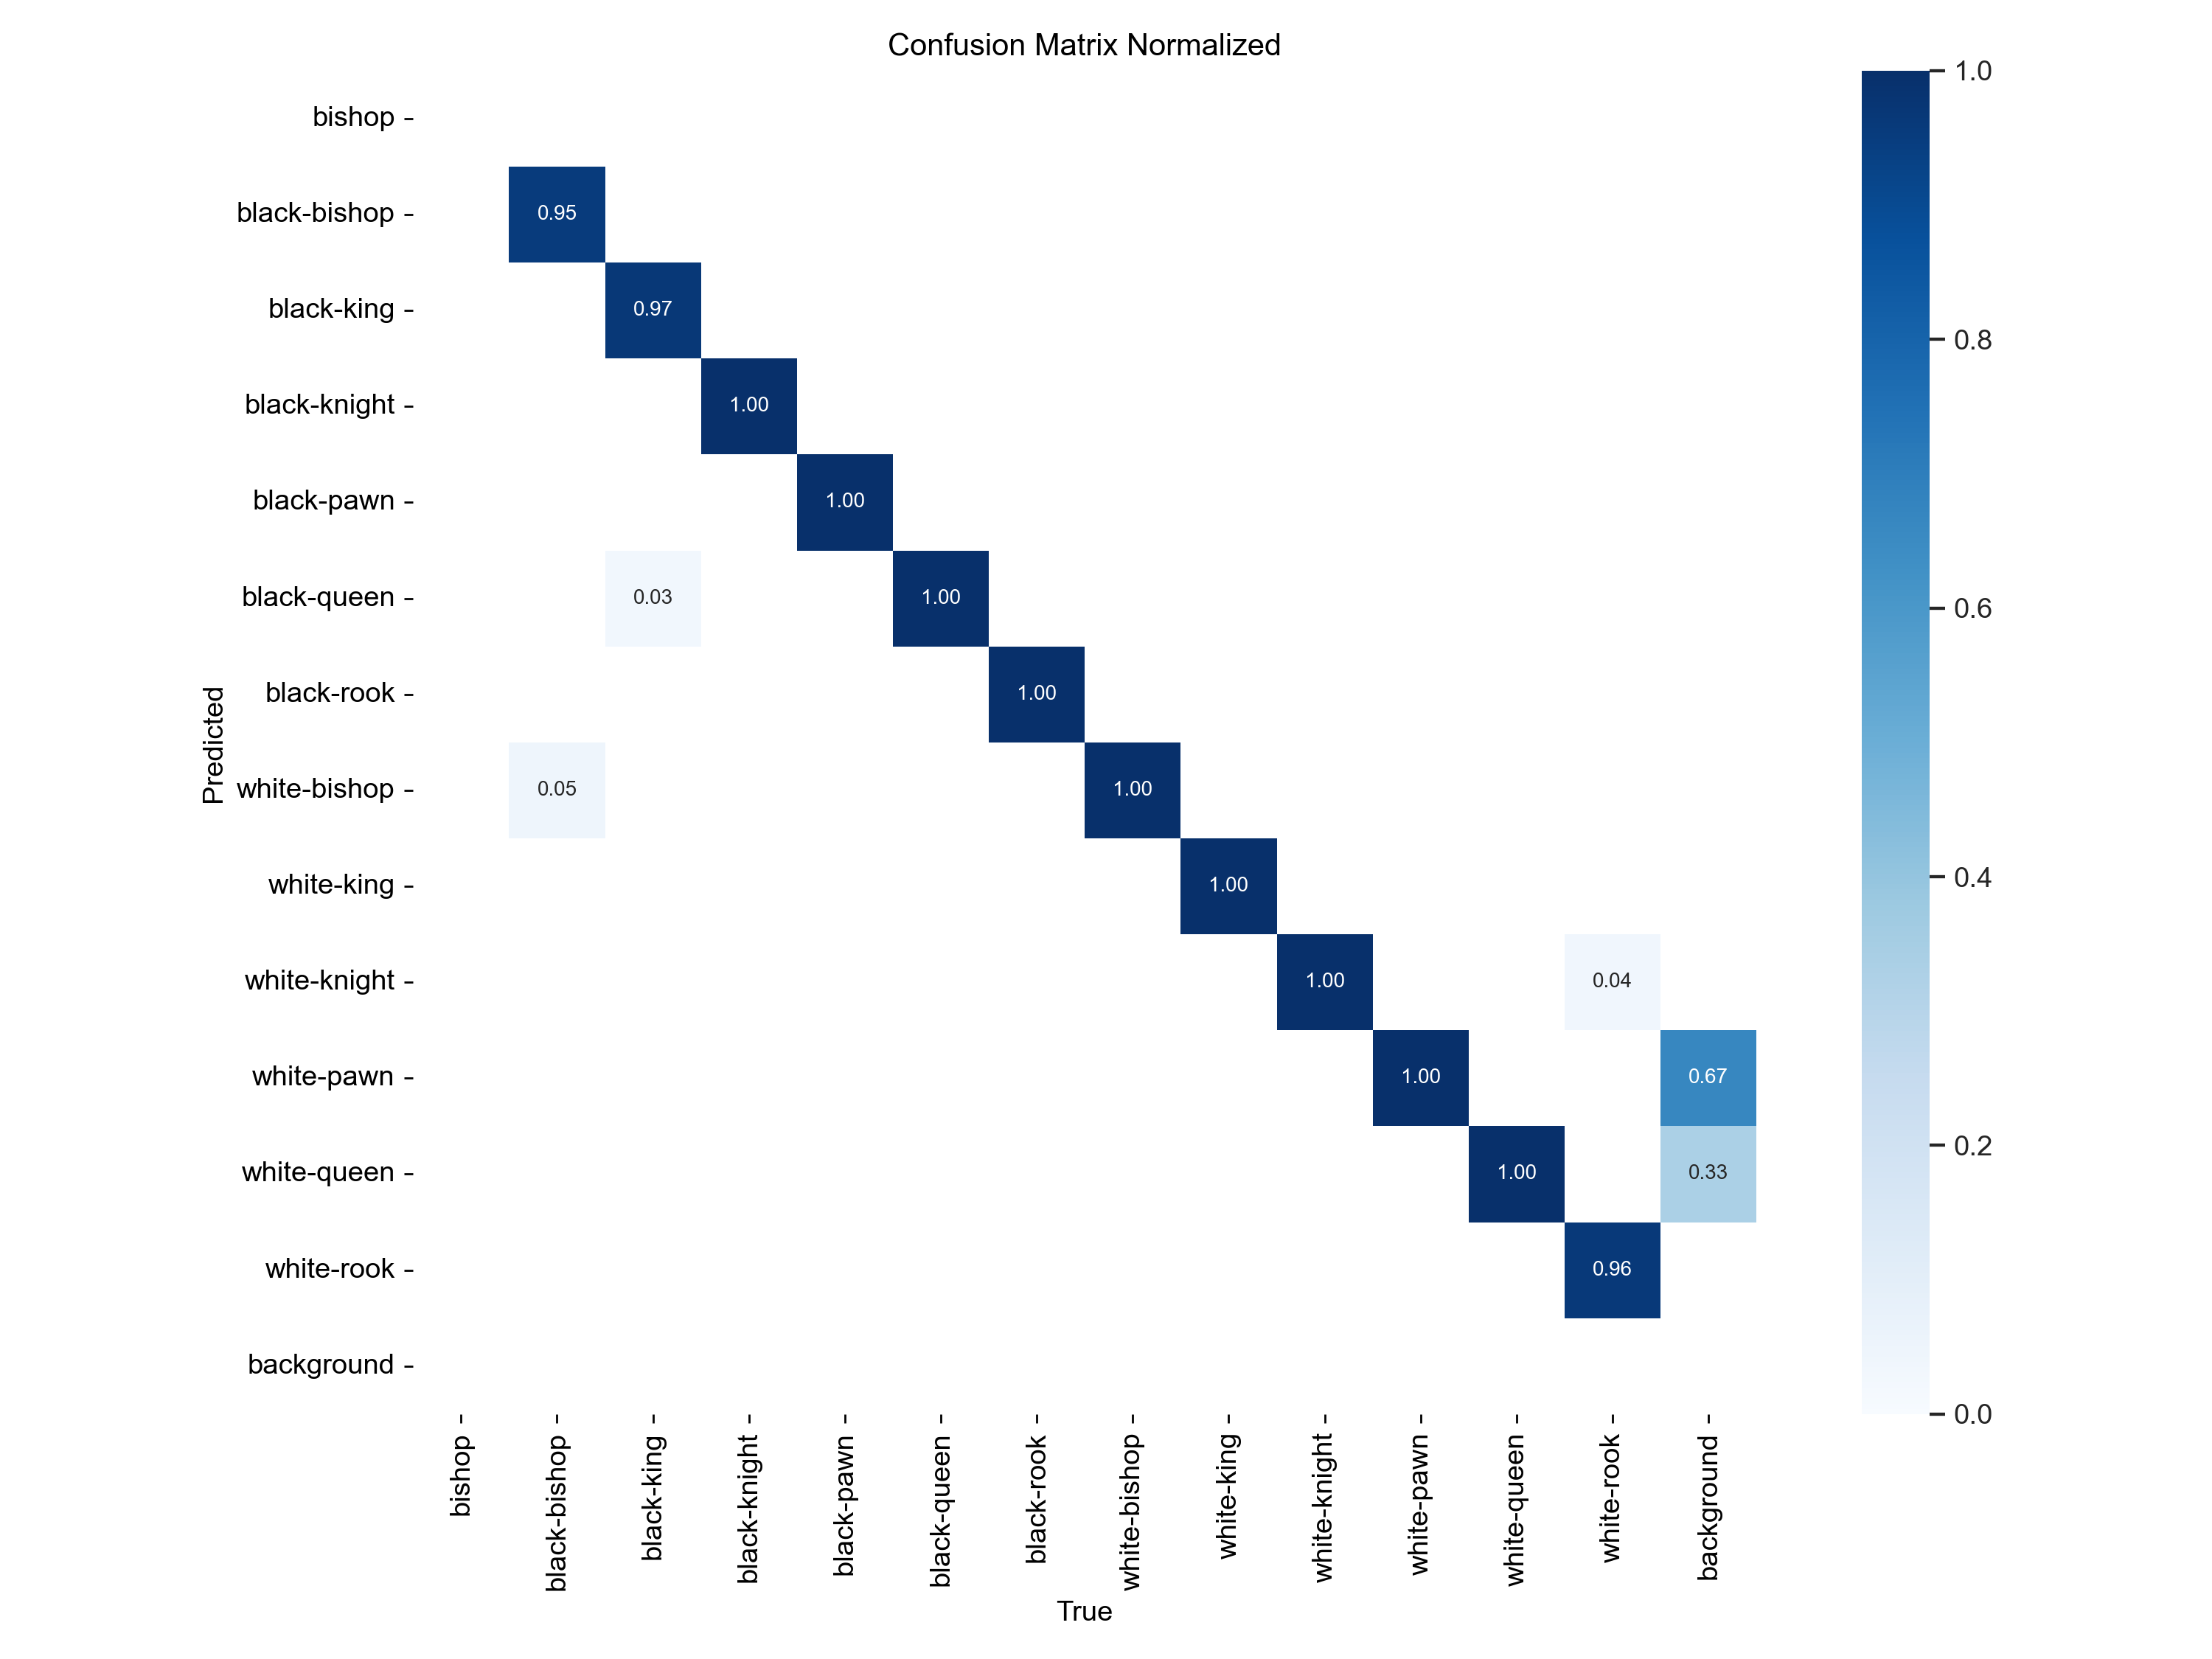 Confusion Matrix Normalized
bishop
black-bishop
black-king
black-knight
black-pawn
black-queen
black-rook
white-bishop
white-king
white-knight
white-pawn
white-queen
white-rook
background
Predicted
0.95
0.97
1.00
1.00
0.03 1.00
1.00
0.05 1.00
1.00
1.00 0.04
1.00 0.67
1.00 0.33
0.96
bishop
black-bishop
black-king
black-knight
black-pawn
black-queen
black-rook
white-bishop
white-king
white-knight
white-pawn
white-queen
white-rook
background
True
1.0
0.8
0.6
0.4
0.2
0.0